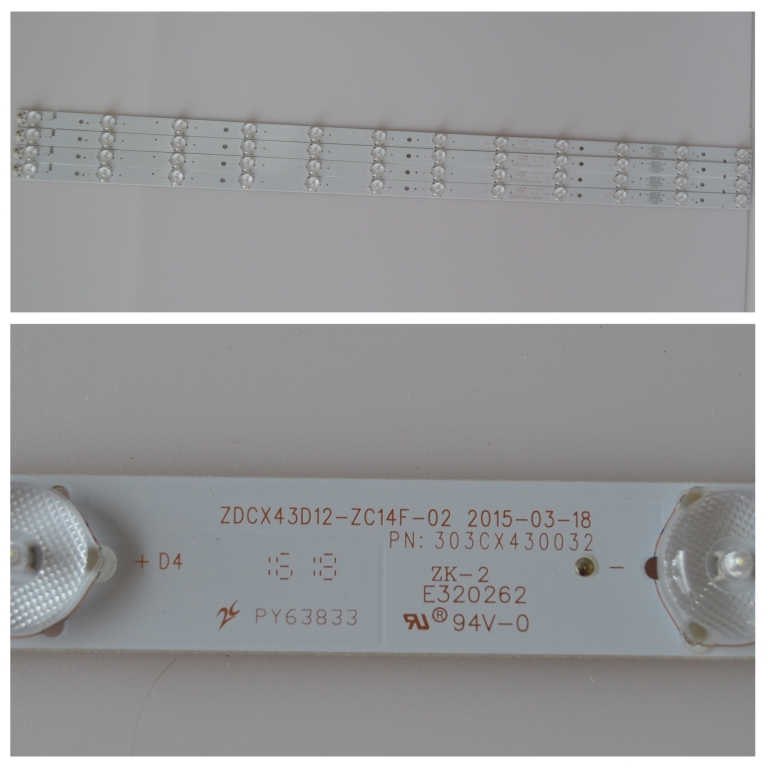 ZDCX43D12-ZC14F-02 2015-03-18
PN: 303CX430032
+ D4
ZK-2
-
E320262
PY63833
® 94V-0